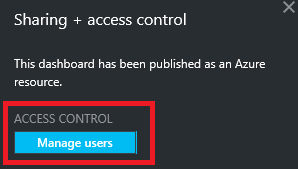 Sharing + access control
This dashboard has been published as an Azure
resource.
ACCESS CONTROL
Manage users